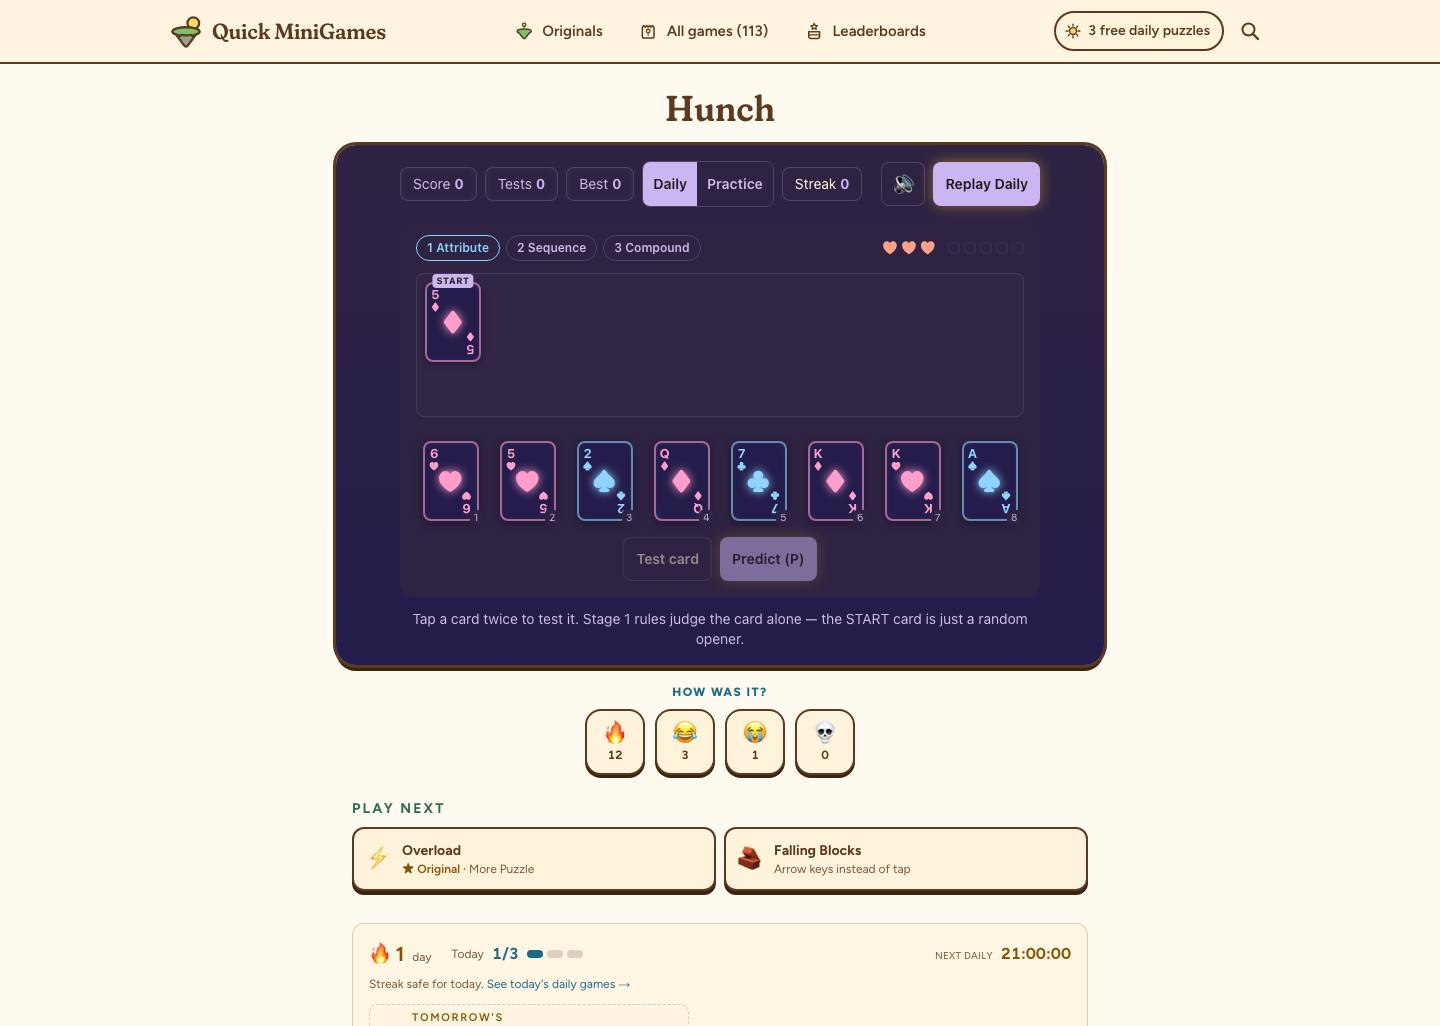 Quick MiniGames
Originals
All games (113)
Leaderboards
3 free daily puzzles
Hunch
Score 0
Tests 0
Best 0
Daily
Practice
Streak 0
Replay Daily
1 Attribute
2 Sequence
3 Compound
START
5
5
6
6
1
5
5
2
2
2
3
Q
Q
4
7
7
5
K
K
6
K
K
7
A
A
8
Test card
Predict (P)
Tap a card twice to test it. Stage 1 rules judge the card alone — the START card is just a random
opener.
HOW WAS IT?
12
3
1
0
PLAY NEXT
Overload
Original · More Puzzle
Falling Blocks
Arrow keys instead of tap
1 day
Today 1/3
NEXT DAILY 21:00:00
Streak safe for today. See today's daily games →
TOMORROW'S